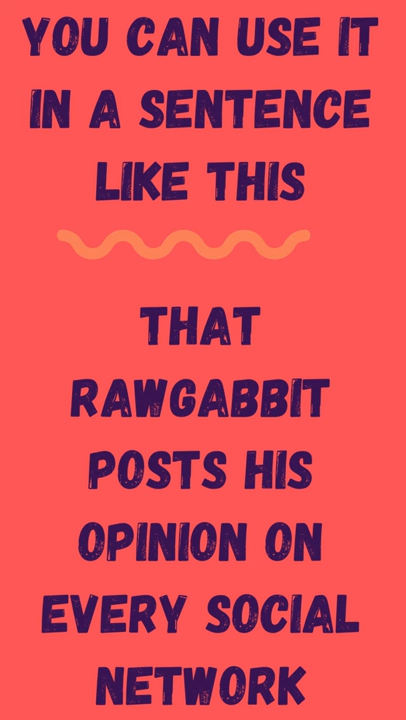 YOU CAN USE IT
IN A SENTENCE
LIKE THIS
THAT
RAWGABBIT
POSTS HIS
OPINION ON
EVERY SOCIAL
NETWORK